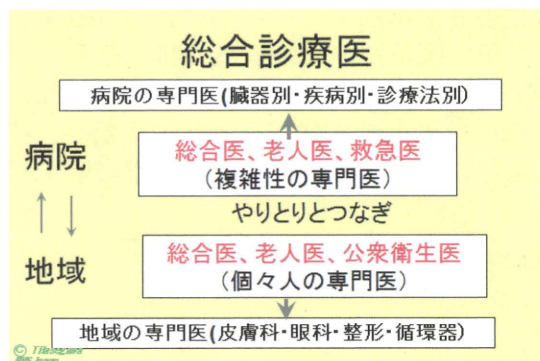 総合診療医
病院の専門医(臓器別・疾病別・診療法別)
病院
総合医、老人医、救急医
(複雑性の専門医)
やりとりとつなぎ
地域
総合医、老人医、公衆衛生医
(個々人の専門医)
地域の専門医(皮膚科・眼科・整形・循環器)
©